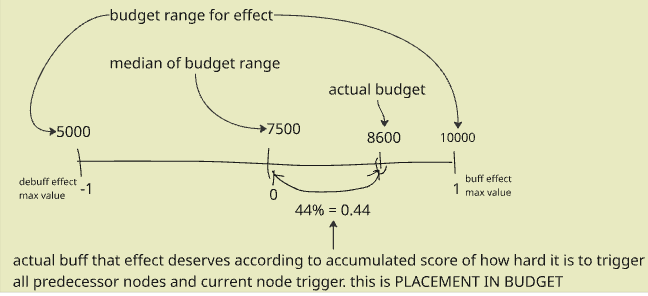 budget range for effect
median of budget range
actual budget
5000
7500
8600
10000
debuff effect
max value
-1
0
1
buff effect
max value
44% = 0.44
actual buff that effect deserves according to accumulated score of how hard it is to trigger
all predecessor nodes and current node trigger. this is PLACEMENT IN BUDGET